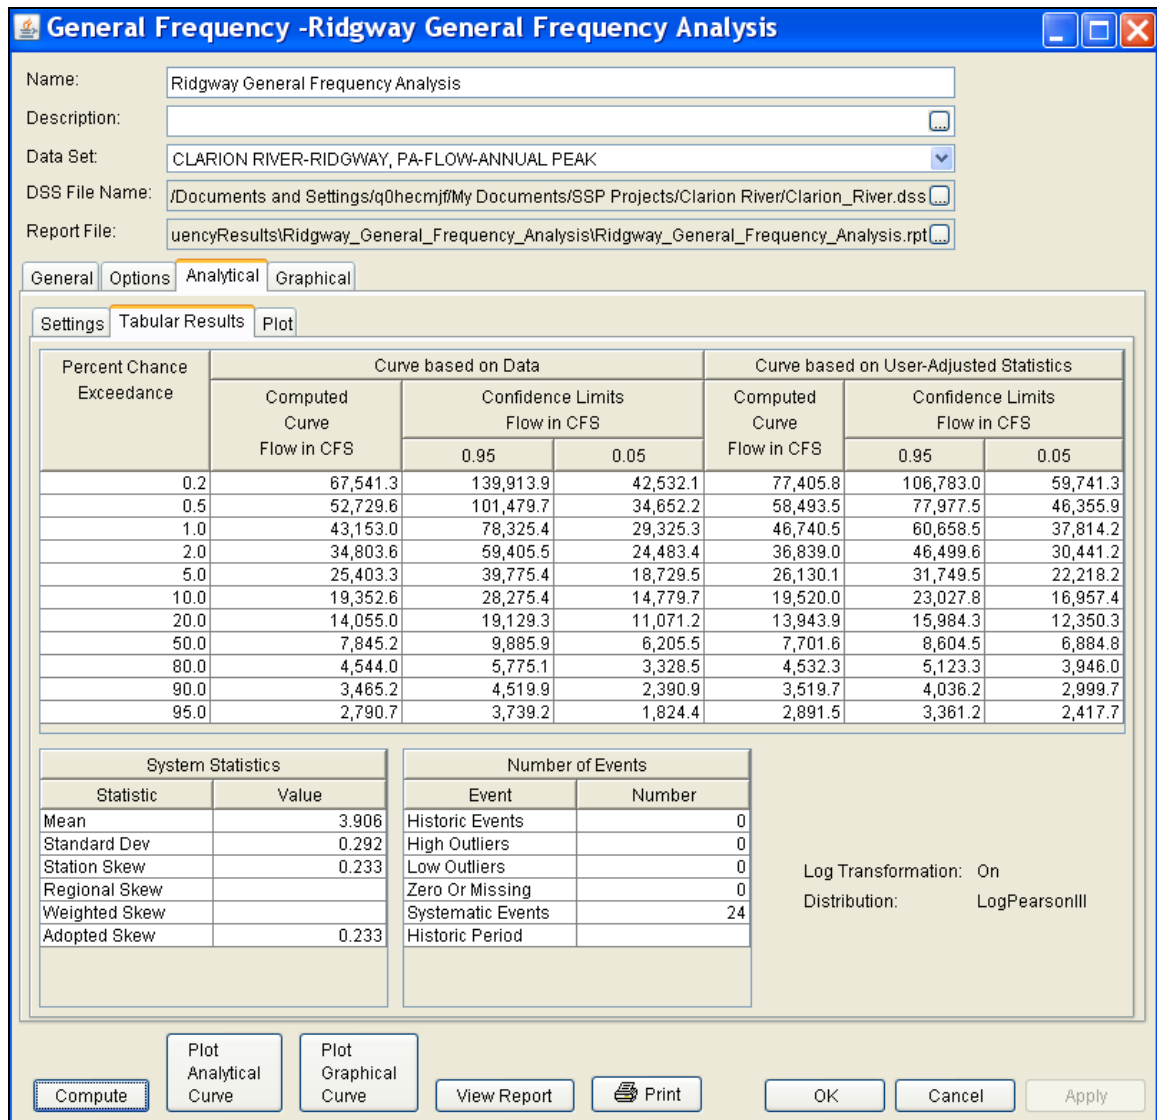 General Frequency -Ridgway General Frequency Analysis
Name: Ridgway General Frequency Analysis
Description: ...
Data Set: CLARION RIVER-RIDGWAY, PA-FLOW-ANNUAL PEAK
DSS File Name: /Documents and Settings/q0hecmjf/My Documents/SSP Projects/Clarion River/Clarion_River.dss ...
Report File: uencyResults\Ridgway_General_Frequency_Analysis\Ridgway_General_Frequency_Analysis.rpt ...
General Options Analytical Graphical
Settings Tabular Results Plot
Percent Chance Exceedance Curve based on Data Curve based on User-Adjusted Statistics
Computed Curve Flow in CFS Confidence Limits Flow in CFS Computed Curve Flow in CFS Confidence Limits Flow in CFS
0.95 0.05 0.95 0.05
0.2 67,541.3 139,913.9 42,532.1 77,405.8 106,783.0 59,741.3
0.5 52,729.6 101,479.7 34,652.2 58,493.5 77,977.5 46,355.9
1.0 43,153.0 78,325.4 29,325.3 46,740.5 60,658.5 37,814.2
2.0 34,803.6 59,405.5 24,483.4 36,839.0 46,499.6 30,441.2
5.0 25,403.3 39,775.4 18,729.5 26,130.1 31,749.5 22,218.2
10.0 19,352.6 28,275.4 14,779.7 19,520.0 23,027.8 16,957.4
20.0 14,055.0 19,129.3 11,071.2 13,943.9 15,984.3 12,350.3
50.0 7,845.2 9,885.9 6,205.5 7,701.6 8,604.5 6,884.8
80.0 4,544.0 5,775.1 3,328.5 4,532.3 5,123.3 3,946.0
90.0 3,465.2 4,519.9 2,390.9 3,519.7 4,036.2 2,999.7
95.0 2,790.7 3,739.2 1,824.4 2,891.5 3,361.2 2,417.7
System Statistics
Statistic Value
Mean 3.906
Standard Dev 0.292
Station Skew 0.233
Regional Skew
Weighted Skew
Adopted Skew 0.233
Number of Events
Event Number
Historic Events 0
High Outliers 0
Low Outliers 0
Zero Or Missing 0
Systematic Events 24
Historic Period
Log Transformation: On
Distribution: LogPearsonIII
Compute
Plot Analytical Curve
Plot Graphical Curve
View Report
Print
OK
Cancel
Apply